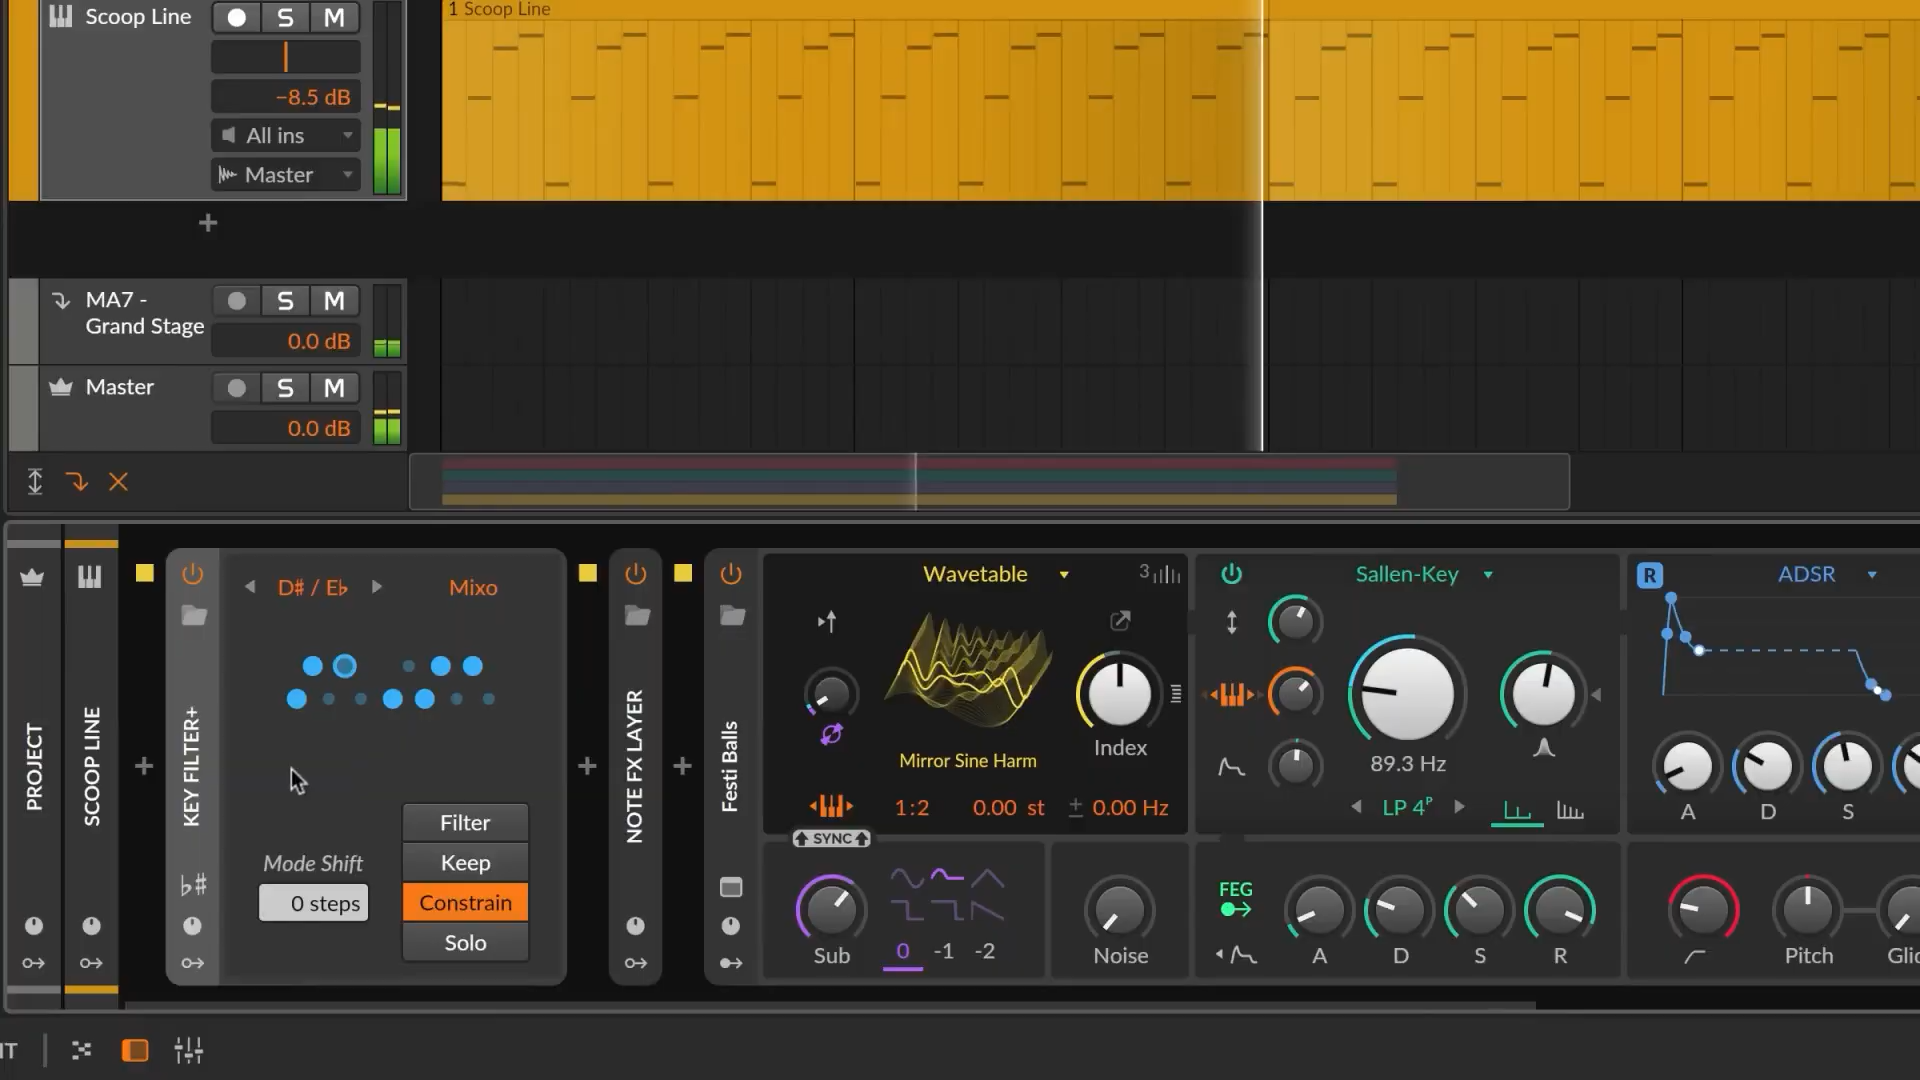 Scoop Line
S M
1 Scoop Line
−8.5 dB
All ins
Master
MA7 -
Grand Stage
S M
0.0 dB
Master
S M
0.0 dB
PROJECT
SCOOP LINE
KEY FILTER+
D# / E♭
Mixo
Mode Shift
0 steps
Filter
Keep
Constrain
Solo
NOTE FX LAYER
Festi Balls
Wavetable
3
Mirror Sine Harm
Index
1:2
0.00 st
± 0.00 Hz
SYNC
Sub
0 -1 -2
Noise
Sallen-Key
89.3 Hz
LP 4ᴾ
FEG
A D S R
R
ADSR
A D S
Pitch
Glic
IT